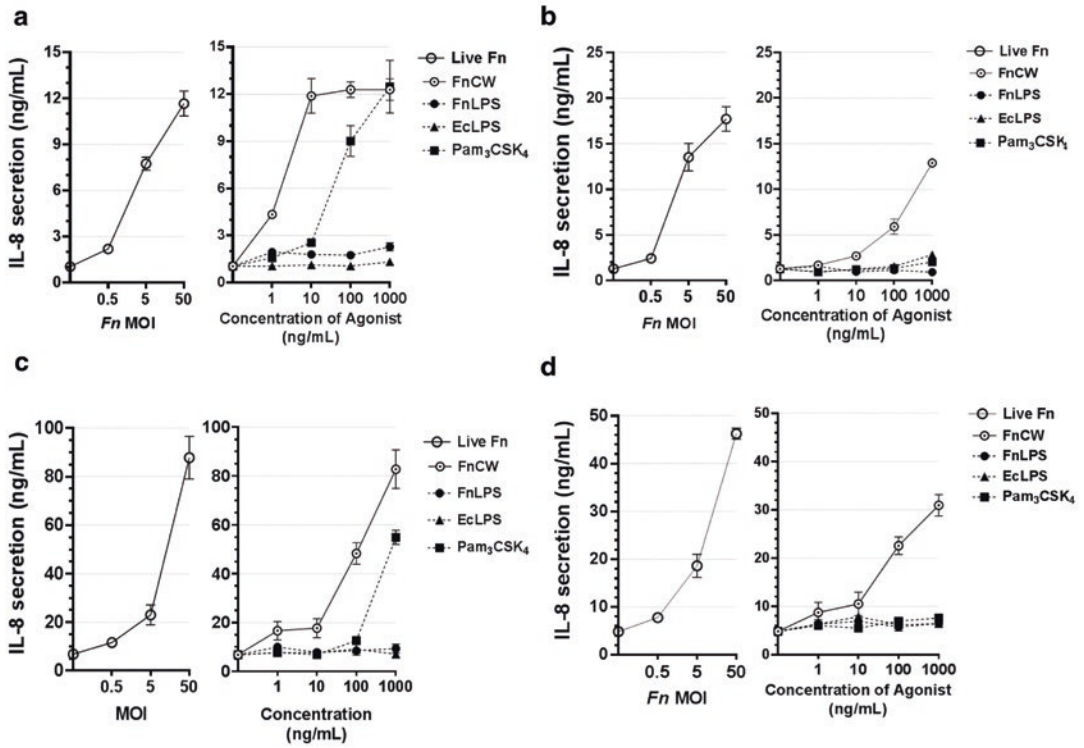 a
IL-8 secretion (ng/mL)
15
12
9
6
3
0
0.5 5 50
Fn MOI
15
12
9
6
3
0
1 10 100 1000
Concentration of Agonist
(ng/mL)
Live Fn
FnCW
FnLPS
EcLPS
Pam₃CSK₄
b
IL-8 secretion (ng/mL)
25
20
15
10
5
0
0.5 5 50
Fn MOI
25
20
15
10
5
0
1 10 100 1000
Concentration of Agonist
(ng/mL)
Live Fn
FnCW
FnLPS
EcLPS
Pam₃CSK₄
c
IL-8 secretion (ng/mL)
100
80
60
40
20
0
0.5 5 50
MOI
100
80
60
40
20
0
1 10 100 1000
Concentration
(ng/mL)
Live Fn
FnCW
FnLPS
EcLPS
Pam₃CSK₄
d
IL-8 secretion (ng/mL)
50
40
30
20
10
0
0.5 5 50
Fn MOI
50
40
30
20
10
0
1 10 100 1000
Concentration of Agonist
(ng/mL)
Live Fn
FnCW
FnLPS
EcLPS
Pam₃CSK₄